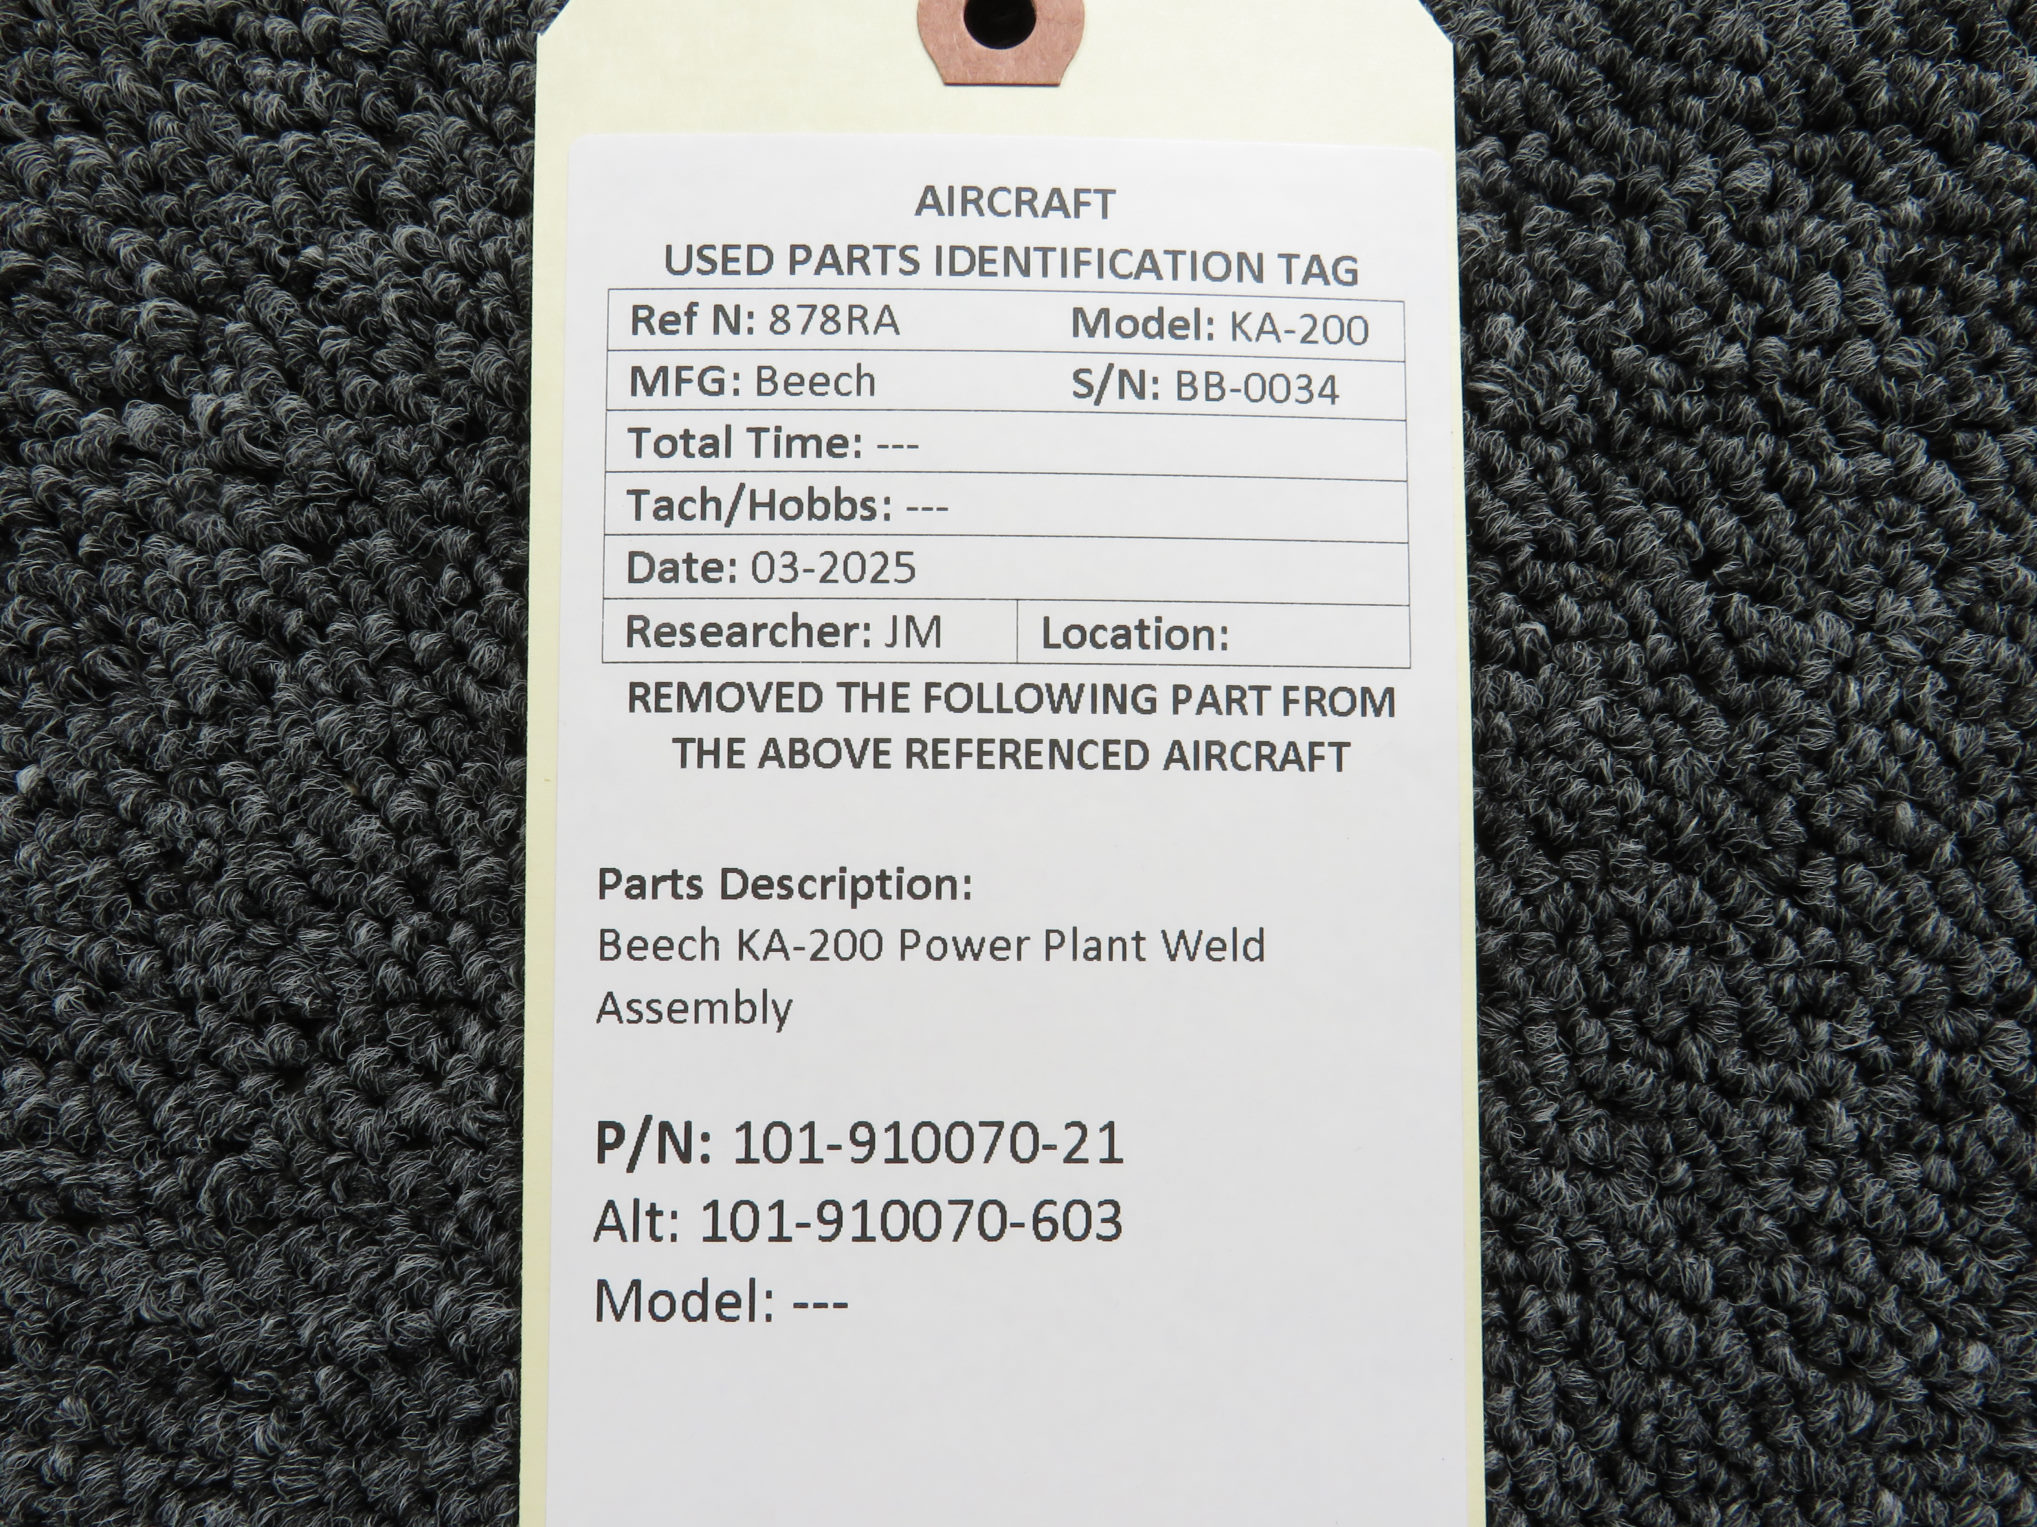 AIRCRAFT
USED PARTS IDENTIFICATION TAG
Ref N: 878RA Model: KA-200
MFG: Beech S/N: BB-0034
Total Time: ---
Tach/Hobbs: ---
Date: 03-2025
Researcher: JM Location:
REMOVED THE FOLLOWING PART FROM
THE ABOVE REFERENCED AIRCRAFT
Parts Description:
Beech KA-200 Power Plant Weld
Assembly
P/N: 101-910070-21
Alt: 101-910070-603
Model: ---